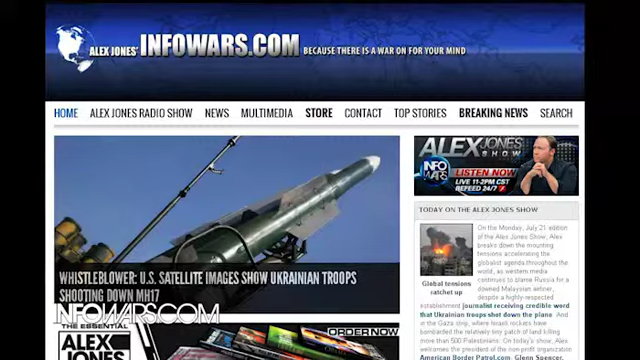 ALEX JONES' INFOWARS.COM BECAUSE THERE IS A WAR ON FOR YOUR MIND
HOME ALEX JONES RADIO SHOW NEWS MULTIMEDIA STORE CONTACT TOP STORIES BREAKING NEWS SEARCH
ALEX JONES
SHOW
INFO
WARS
LISTEN NOW
LIVE 11-2PM CST
REFEED 24/7
TODAY ON THE ALEX JONES SHOW
On the Monday, July 21 edition
of the Alex Jones Show, Alex
breaks down the mounting
tensions accelerating the
globalist agenda throughout
the world, as western media
continues to blame Russia for a
downed Malaysian airliner,
despite a highly-respected
Global tensions
ratchet up
establishment journalist receiving credible word
that Ukrainian troops shot down the plane. And
in the Gaza zing, where Israeli rockets have
bombarded the relatively tiny patch of land killing
more than 500 Palestinians. On today's show, Alex
welcomes the president of the non profit organization
American Border Patrol.com Glenn Spencer,
WHISTLEBLOWER: U.S. SATELLITE IMAGES SHOW UKRAINIAN TROOPS
SHOOTING DOWN MH17
INFOWARS.COM
THE ESSENTIAL
ALEX
JONES
ORDER NOW